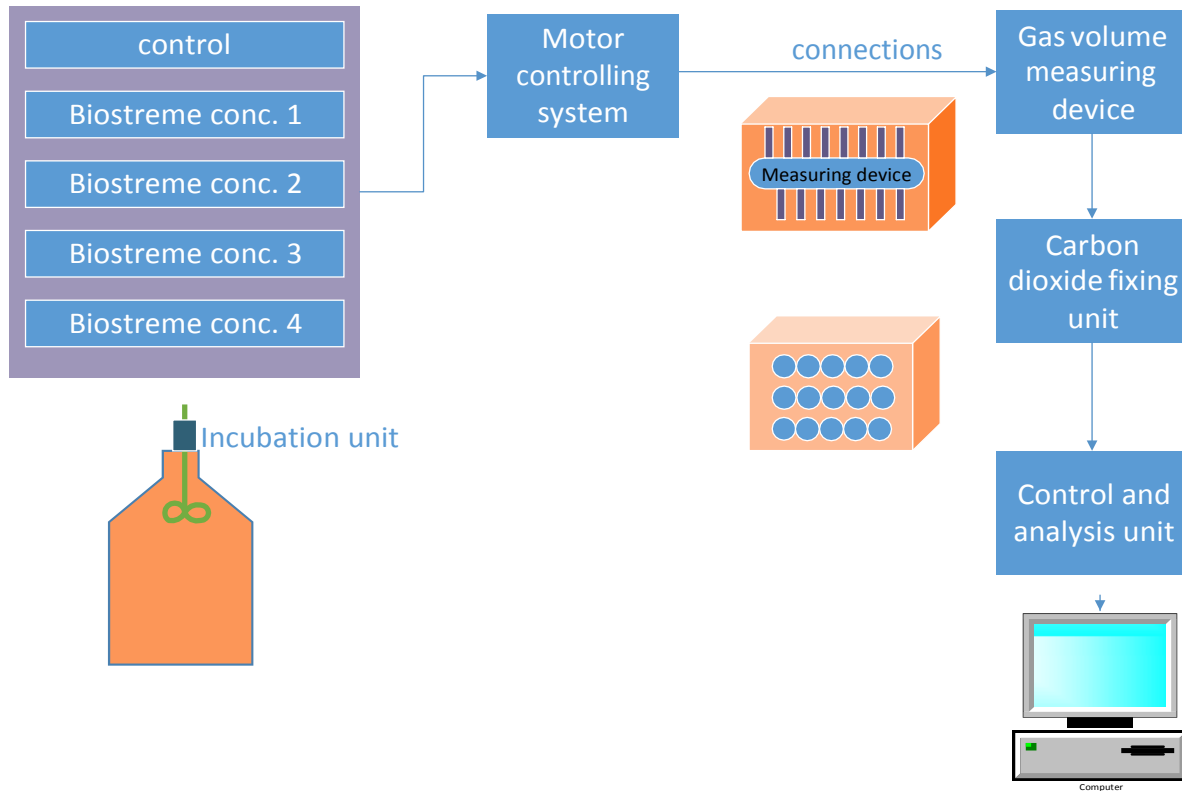 control
Biostreme conc. 1
Biostreme conc. 2
Biostreme conc. 3
Biostreme conc. 4
Incubation unit
Motor
controlling
system
connections
Gas volume
measuring
device
Measuring device
Carbon
dioxide fixing
unit
Control and
analysis unit
Computer